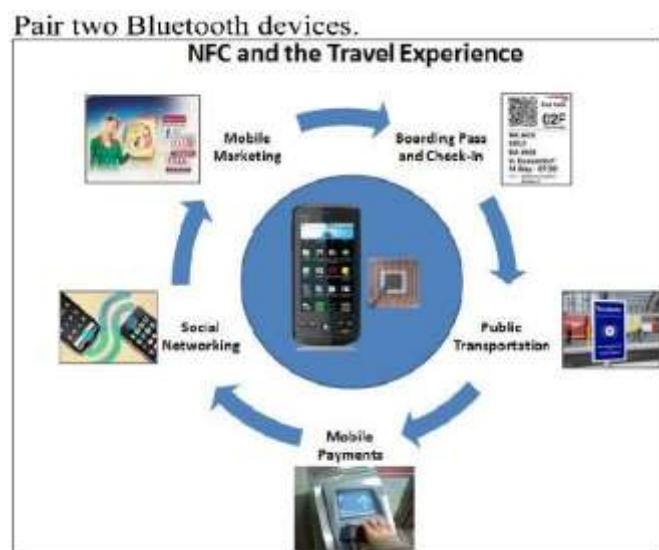 Pair two Bluetooth devices.
NFC and the Travel Experience
Mobile
Marketing
Boarding Pass
and Check-In
02F
Social
Networking
Public
Transportation
Mobile
Payments